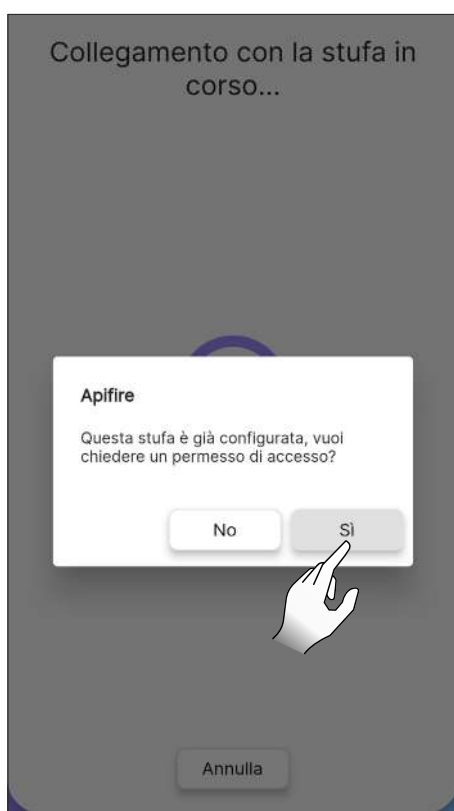 Collegamento con la stufa in
corso...
Apifire
Questa stufa è già configurata, vuoi
chiedere un permesso di accesso?
No
Sì
Annulla